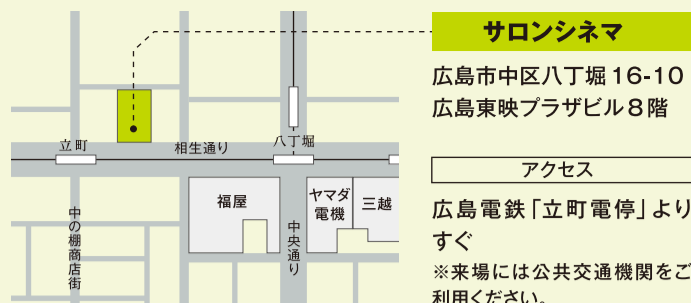 サロンシネマ
広島市中区八丁堀16-10
広島東映プラザビル8階
アクセス
広島電鉄「立町電停」より
すぐ
※来場には公共交通機関をご
利用ください。
立町
相生通り
八丁堀
福屋
ヤマダ
電機
三越
中の棚商店街
中央通り